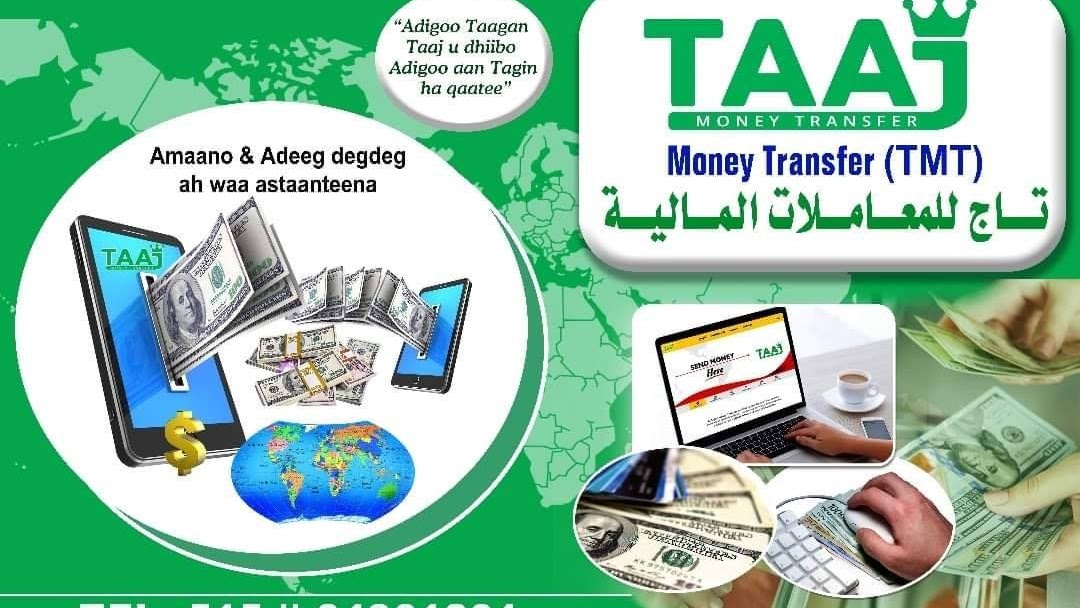 “Adigoo Taagan
Taaj u dhiibo
Adigoo aan Tagin
ha qaatee”
TAAJ
MONEY TRANSFER
Money Transfer (TMT)
تاج للمعاملات المالية
Amaano & Adeeg degdeg
ah waa astaanteena
TAAJ
SEND MONEY
Here
TAAJ